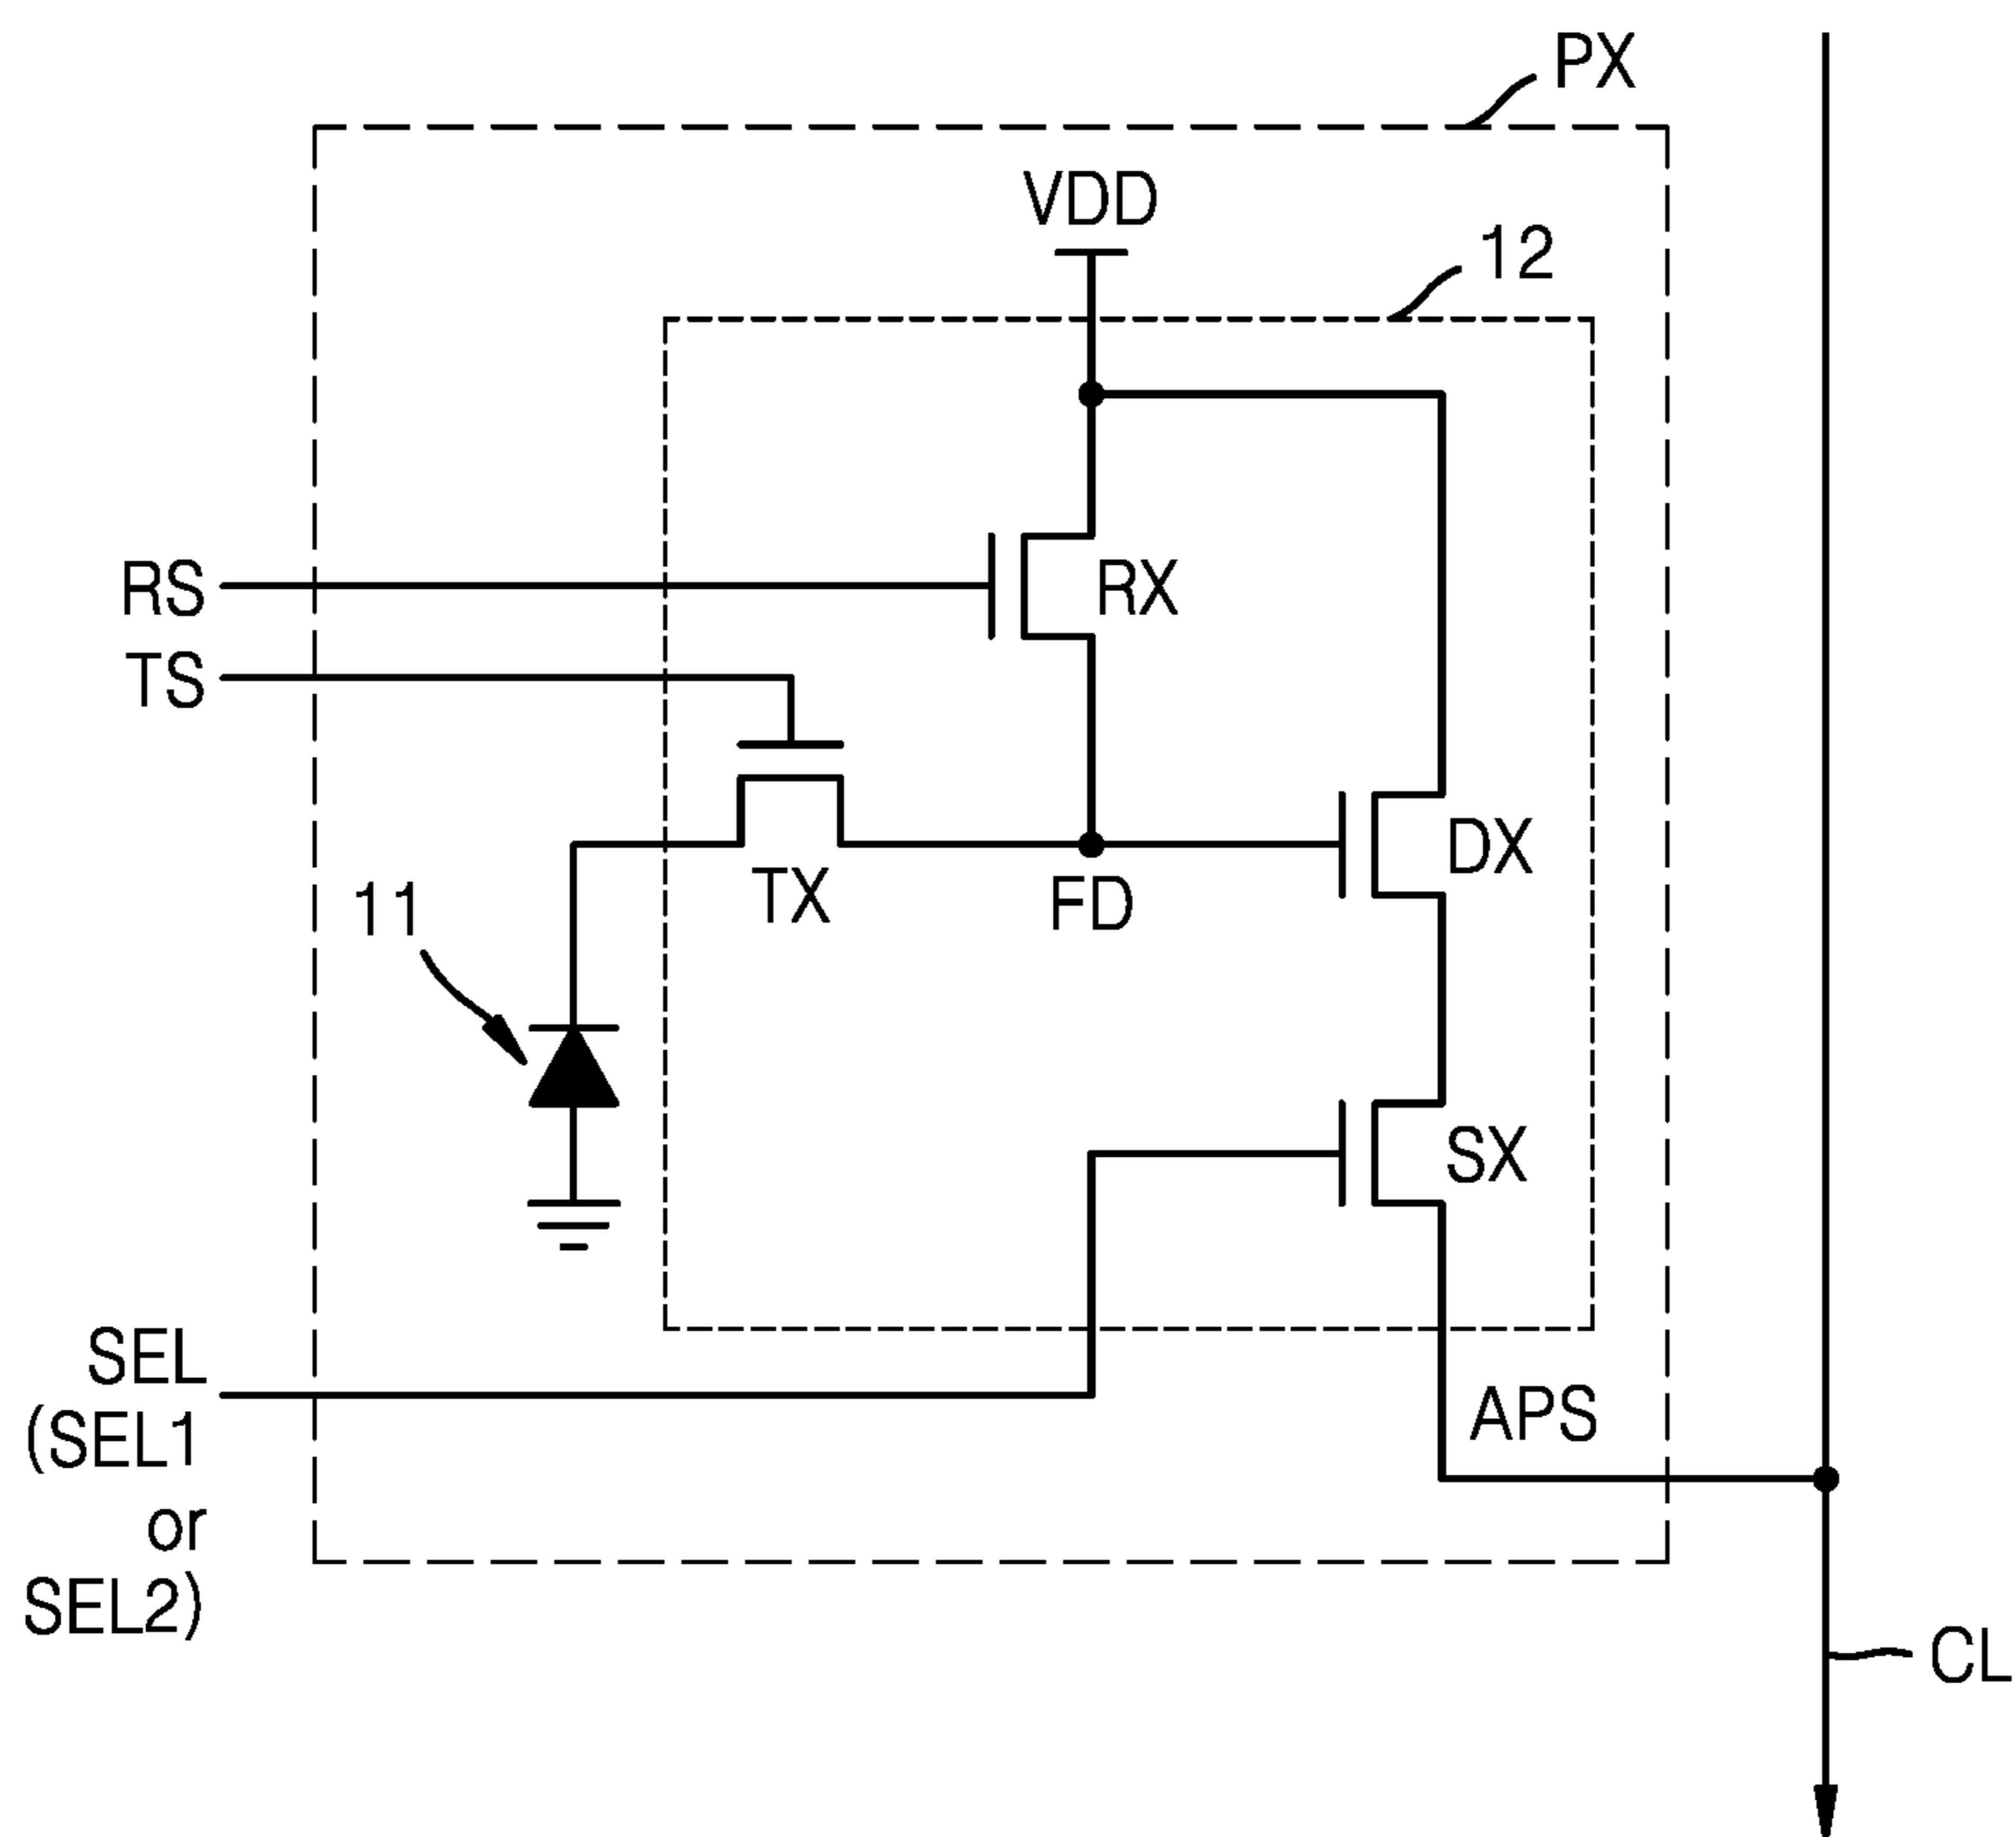 PX
VDD
12
RS
RX
TS
DX
TX
FD
11
SX
SEL
(SEL1
or
SEL2)
APS
CL